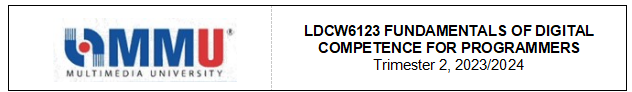 MMU®
MULTIMEDIA UNIVERSITY
LDCW6123 FUNDAMENTALS OF DIGITAL
COMPETENCE FOR PROGRAMMERS
Trimester 2, 2023/2024